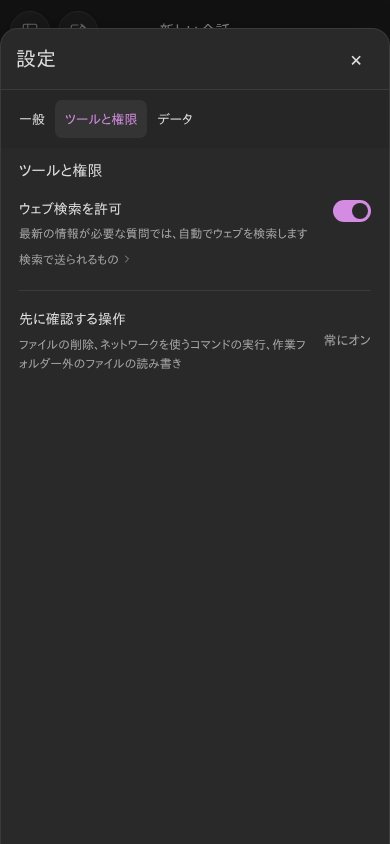 新しい会話
設定
一般
ツールと権限
データ
ツールと権限
ウェブ検索を許可
最新の情報が必要な質問では、自動でウェブを検索します
検索で送られるもの
先に確認する操作
ファイルの削除、ネットワークを使うコマンドの実行、作業フ
ォルダー外のファイルの読み書き
常にオン